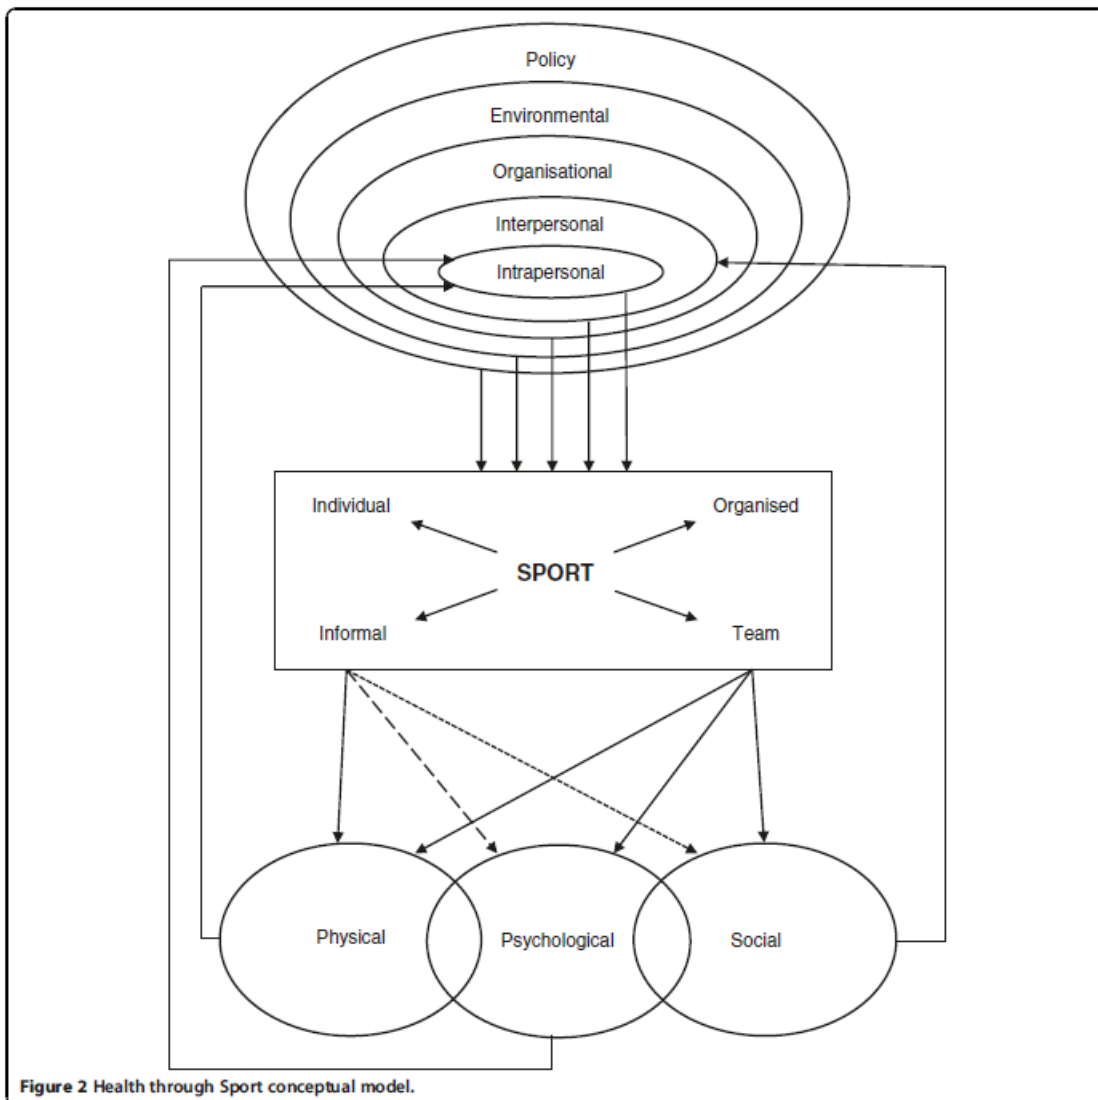 Policy
Environmental
Organisational
Interpersonal
Intrapersonal
Individual
Organised
SPORT
Informal
Team
Physical
Psychological
Social
Figure 2 Health through Sport conceptual model.